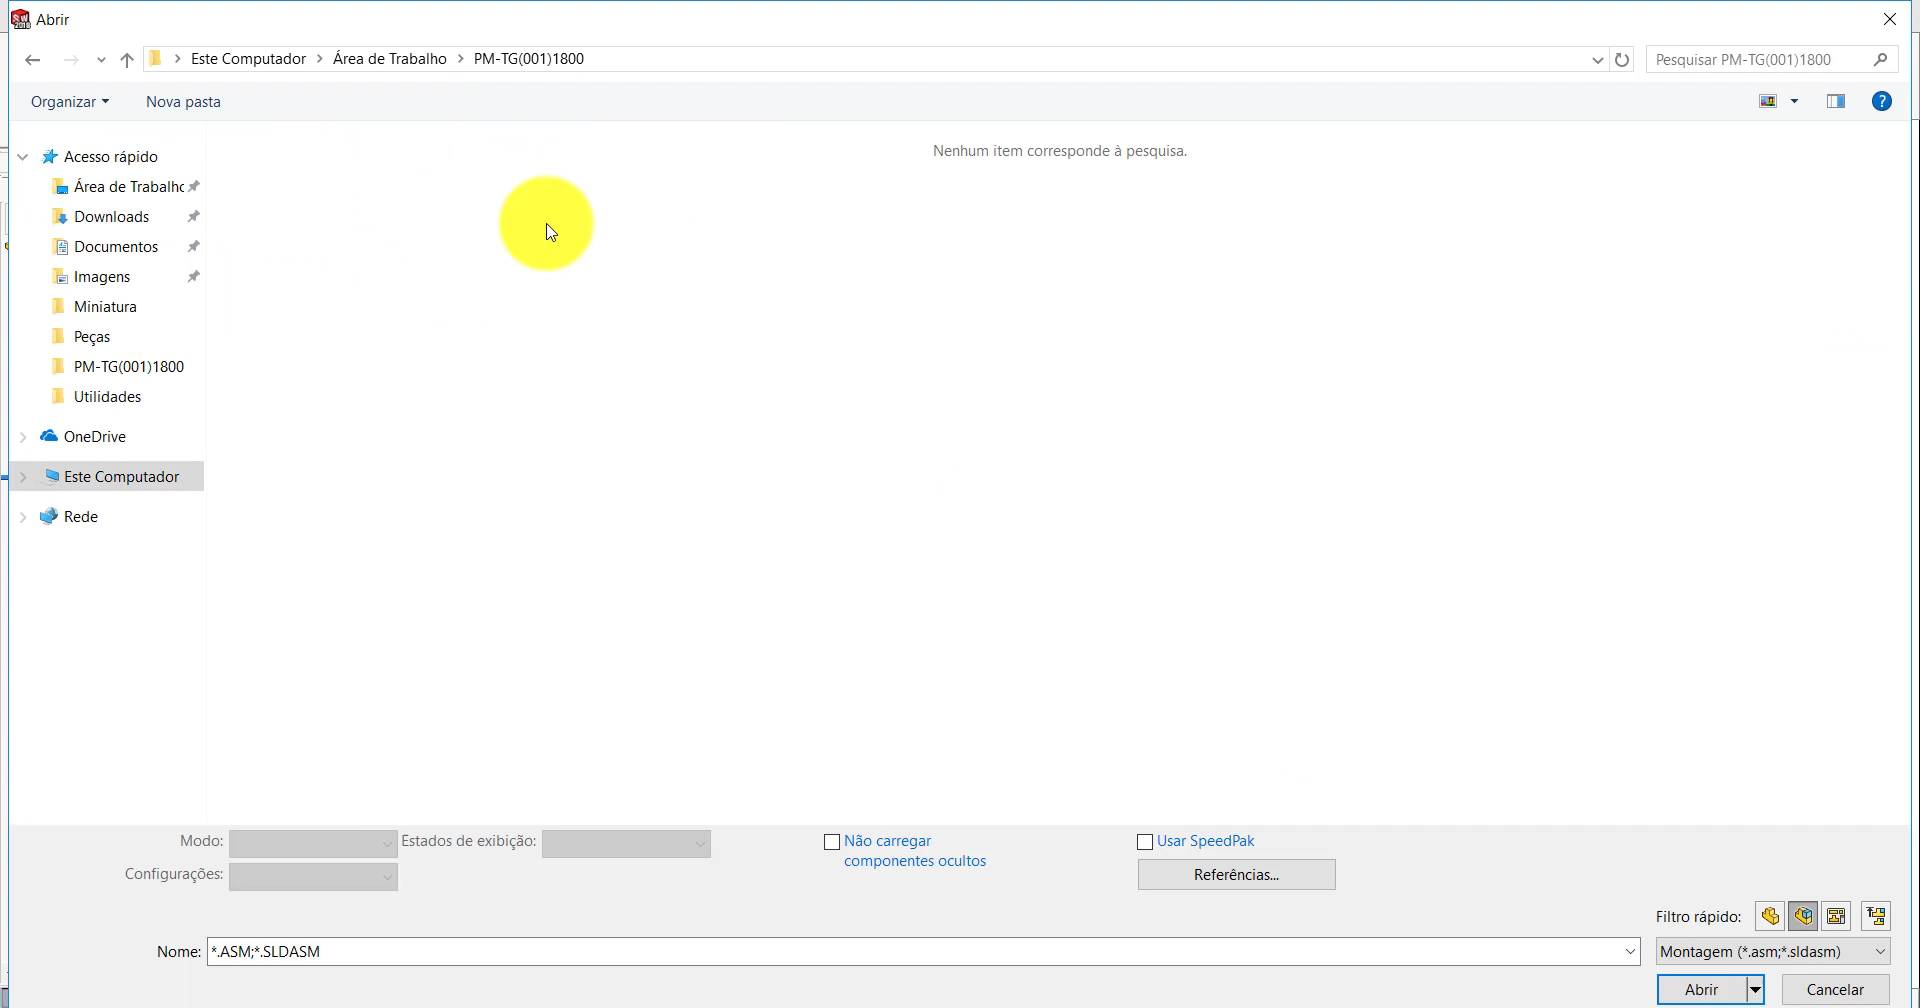 Abrir
Este Computador > Área de Trabalho > PM-TG(001)1800
Pesquisar PM-TG(001)1800
Organizar
Nova pasta
Nenhum item corresponde à pesquisa.
Acesso rápido
Área de Trabalho
Downloads
Documentos
Imagens
Miniatura
Peças
PM-TG(001)1800
Utilidades
OneDrive
Este Computador
Rede
Modo:
Estados de exibição:
Configurações:
Não carregar
componentes ocultos
Usar SpeedPak
Referências...
Filtro rápido:
Nome: *.ASM;*.SLDASM
Montagem (*.asm;*.sldasm)
Abrir
Cancelar